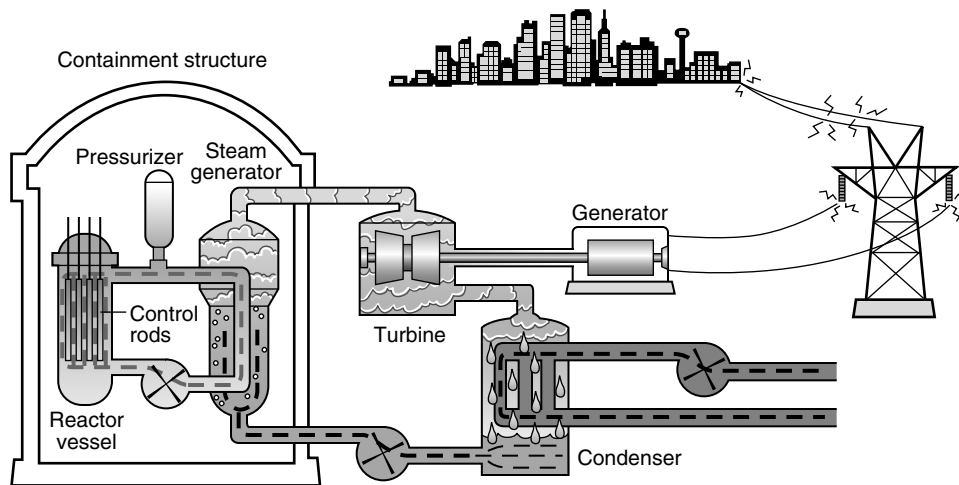 Containment structure
Pressurizer
Steam
generator
Generator
Control
rods
Turbine
Reactor
vessel
Condenser